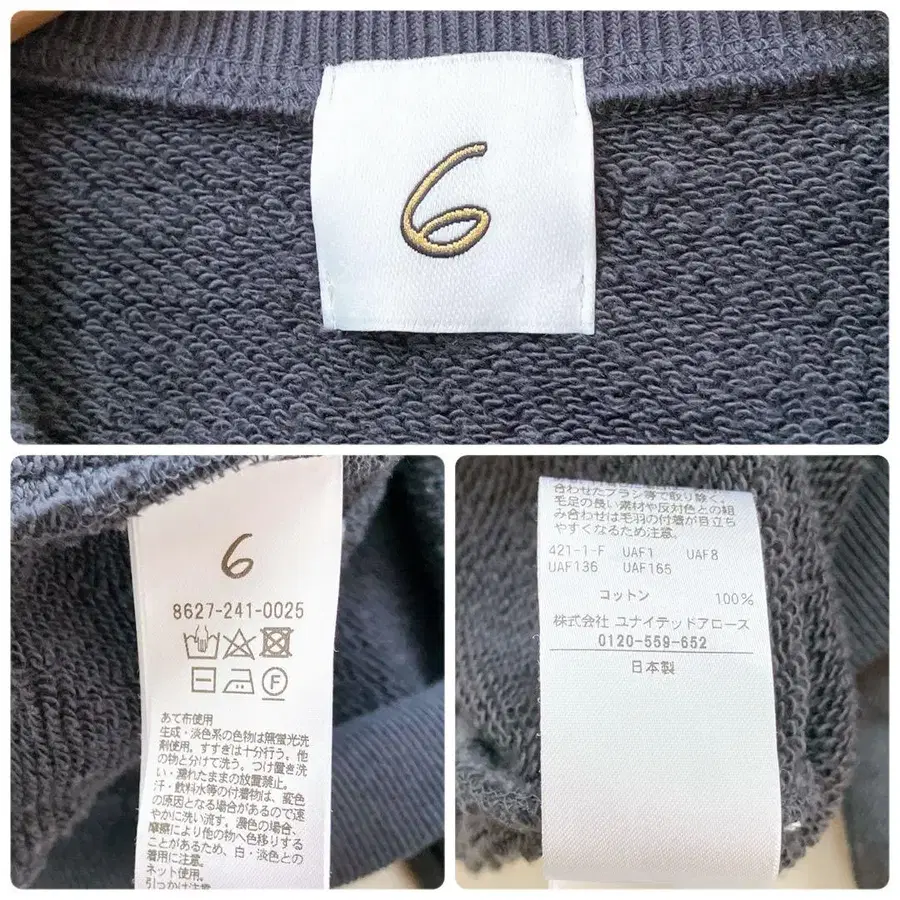 6
6
8627-241-0025
F
あて布使用
生成・淡色系の色物は無蛍光洗
剤使用。すすぎは十分行う。他
の物と分けて洗う。つけ置き洗
い・濡れたままの放置禁止。
汗・飲料水等の付着物は、変色
の原因となる場合があるので速
やかに洗い流す。濃色の場合、
摩擦により他の物へ色移りする
ことがあるため、白・淡色との
着用に注意。
ネット使用。
引っかけ注意
合わせたブラシ等で取り除く。
毛足の長い素材や反対色との組
み合わせは毛羽の付着が目立ち
やすくなるため注意。
421-1-F UAF1 UAF8
UAF136 UAF165
コットン 100%
株式会社 ユナイテッドアローズ
0120-559-652
日本製